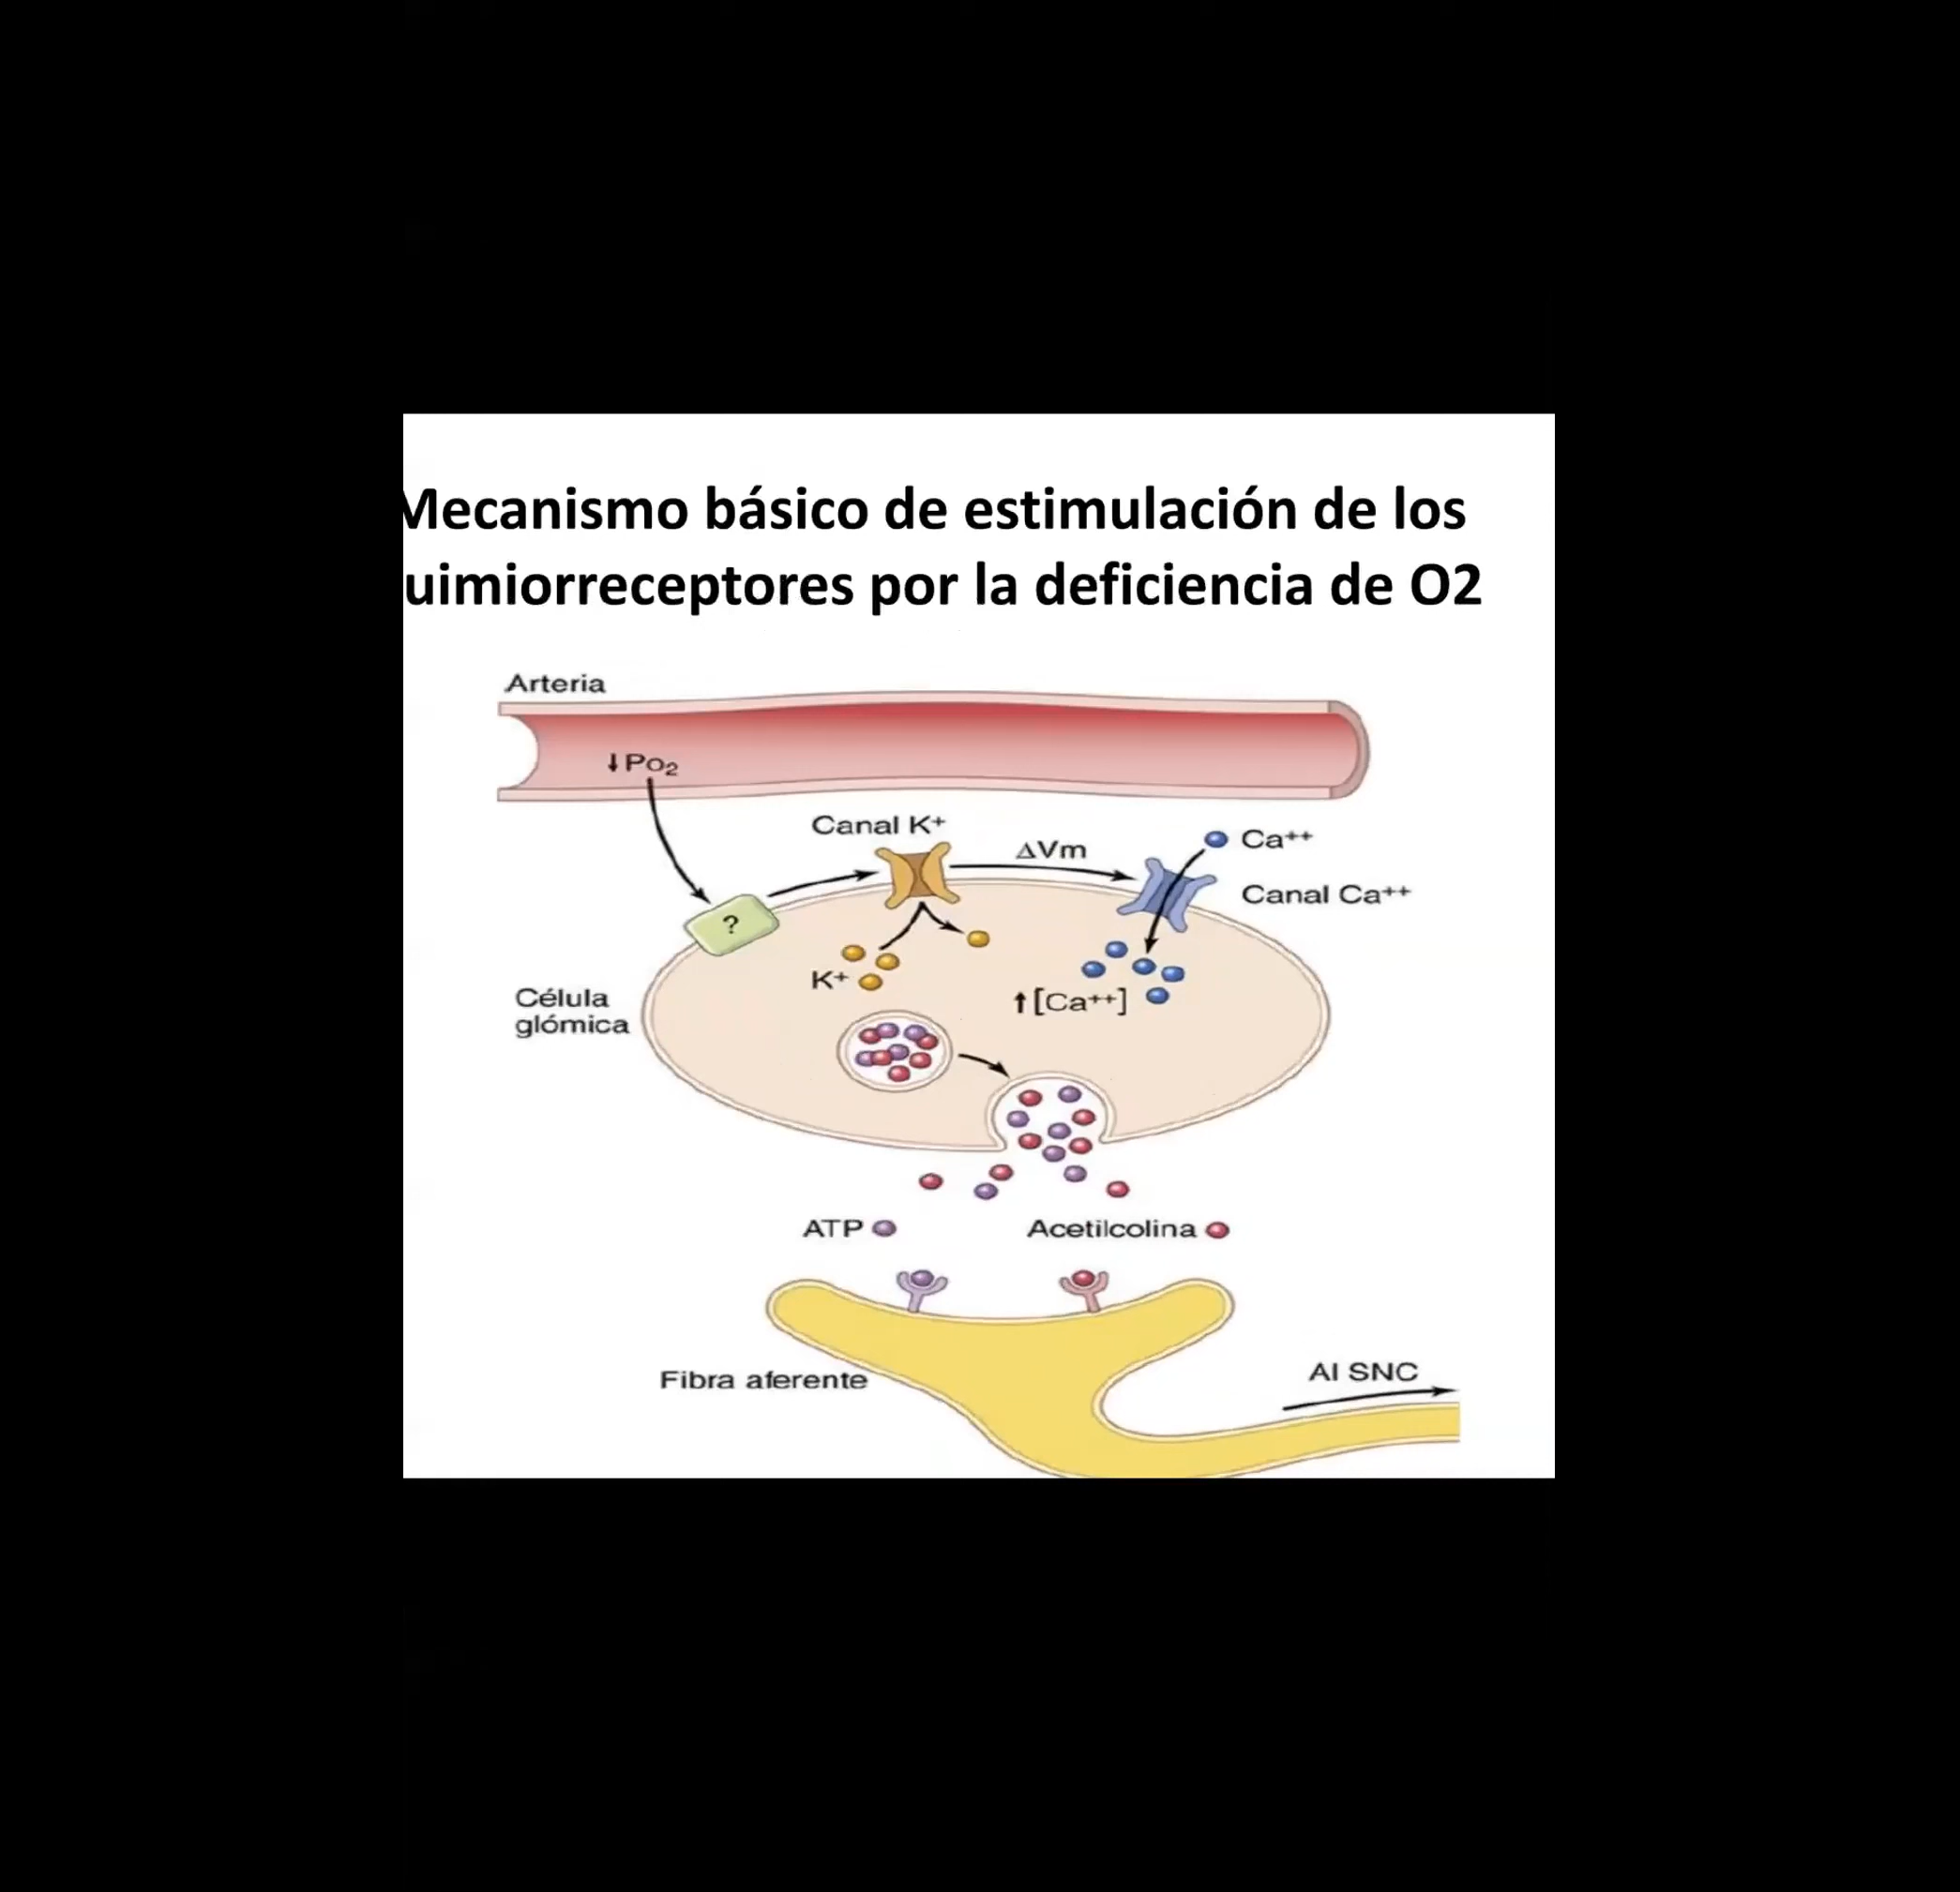 Mecanismo básico de estimulación de los
uimiorreceptores por la deficiencia de O2
Arteria
↓Po₂
Canal K⁺
ΔVm
Ca⁺⁺
Canal Ca⁺⁺
?
K⁺
↑[Ca⁺⁺]
Célula
glómica
ATP
Acetilcolina
Fibra aferente
Al SNC